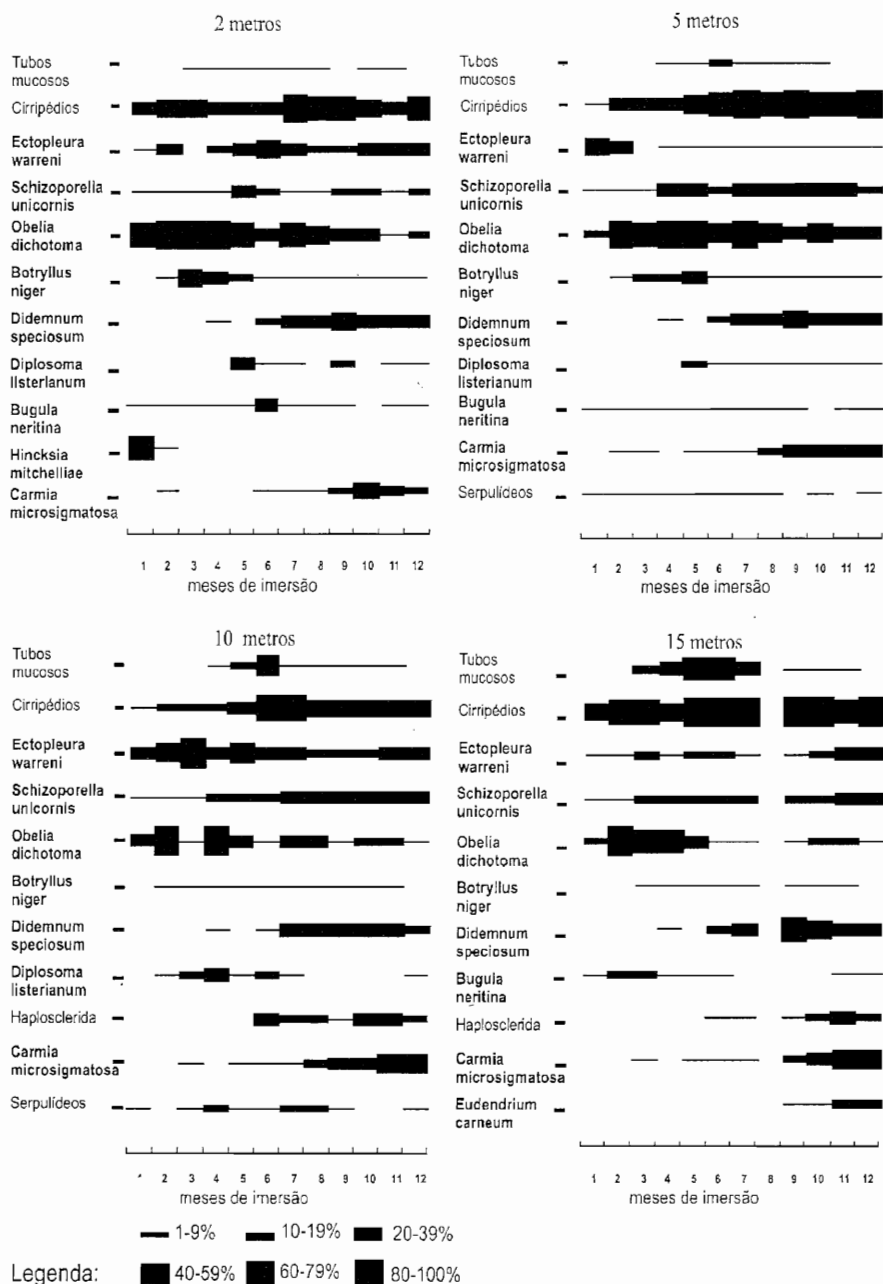 2 metros
Tubos
mucosos
Cirripédios
Ectopleura
warreni
Schizoporella
unicornis
Obelia
dichotoma
Botryllus
niger
Didemnum
speciosum
Diplosoma
listerianum
Bugula
neritina
Hincksia
mitchelliae
Carmia
microsigmatosa
1 2 3 4 5 6 7 8 9 10 11 12
meses de imersão
5 metros
Tubos
mucosos
Cirripédios
Ectopleura
warreni
Schizoporella
unicornis
Obelia
dichotoma
Botryllus
niger
Didemnum
speciosum
Diplosoma
listerianum
Bugula
neritina
Carmia
microsigmatosa
Serpulídeos
1 2 3 4 5 6 7 8 9 10 11 12
meses de imersão
10 metros
Tubos
mucosos
Cirripédios
Ectopleura
warreni
Schizoporella
unicornis
Obelia
dichotoma
Botryllus
niger
Didemnum
speciosum
Diplosoma
listerianum
Haplosclerida
Carmia
microsigmatosa
Serpulídeos
1 2 3 4 5 6 7 8 9 10 11 12
meses de imersão
15 metros
Tubos
mucosos
Cirripédios
Ectopleura
warreni
Schizoporella
unicornis
Obelia
dichotoma
Botryllus
niger
Didemnum
speciosum
Bugula
neritina
Haplosclerida
Carmia
microsigmatosa
Eudendrium
carneum
1 2 3 4 5 6 7 8 9 10 11 12
meses de imersão
1-9% 10-19% 20-39%
Legenda: 40-59% 60-79% 80-100%